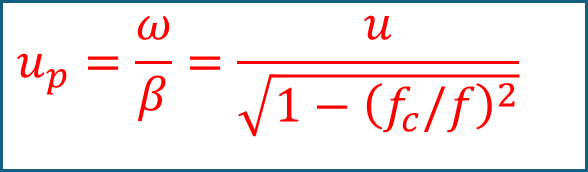 u_p = ω/β = u/√(1 − (f_c/f)²)